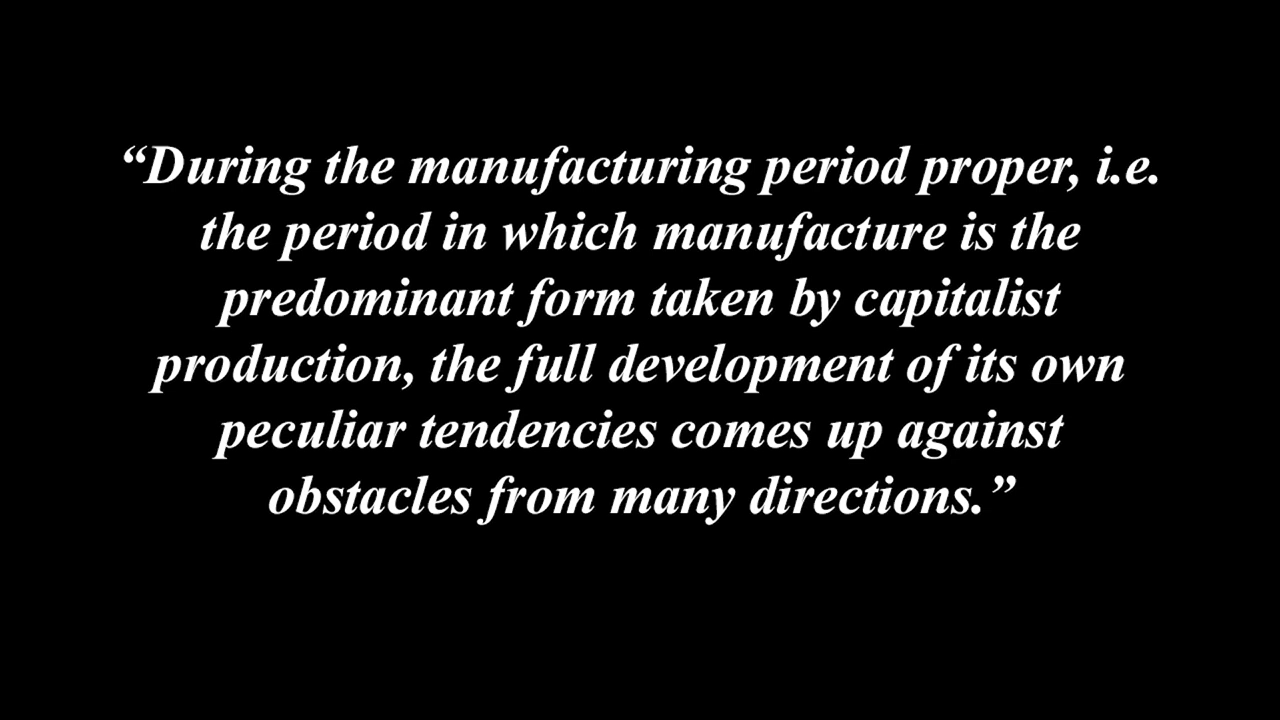 “During the manufacturing period proper, i.e.
the period in which manufacture is the
predominant form taken by capitalist
production, the full development of its own
peculiar tendencies comes up against
obstacles from many directions.”